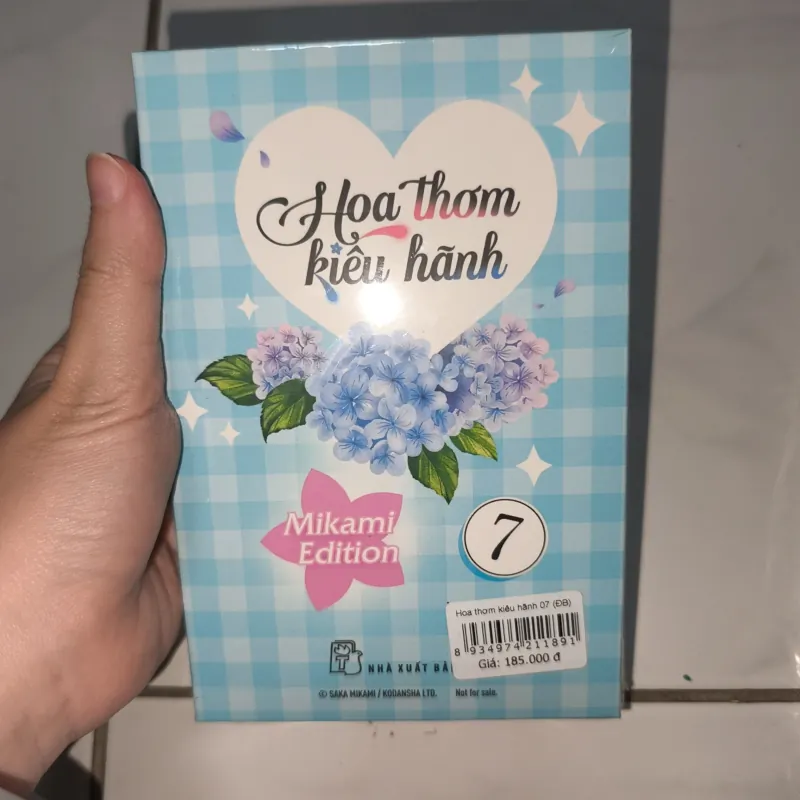 Hoa thơm
kiêu hãnh
Mikami
Edition
7
Hoa thơm kiêu hãnh 07 (ĐB)
8 934974 211891
Giá: 185.000 đ
T
NHÀ XUẤT BẢ
© SAKA MIKAMI / KODANSHA LTD. Not for sale.